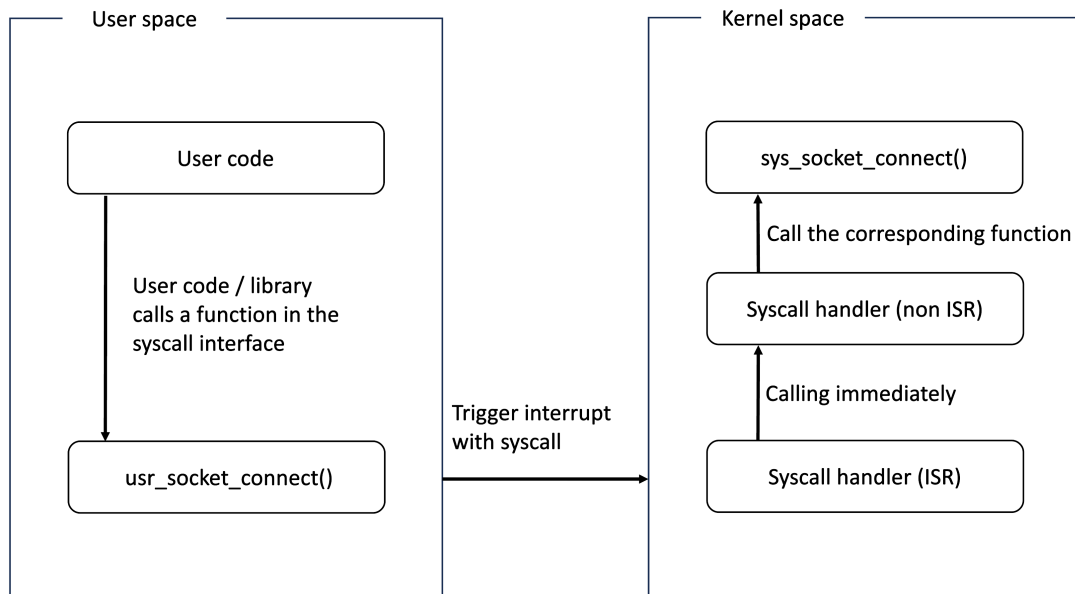 User space
User code
User code / library
calls a function in the
syscall interface
usr_socket_connect()
Trigger interrupt
with syscall
Kernel space
sys_socket_connect()
Call the corresponding function
Syscall handler (non ISR)
Calling immediately
Syscall handler (ISR)